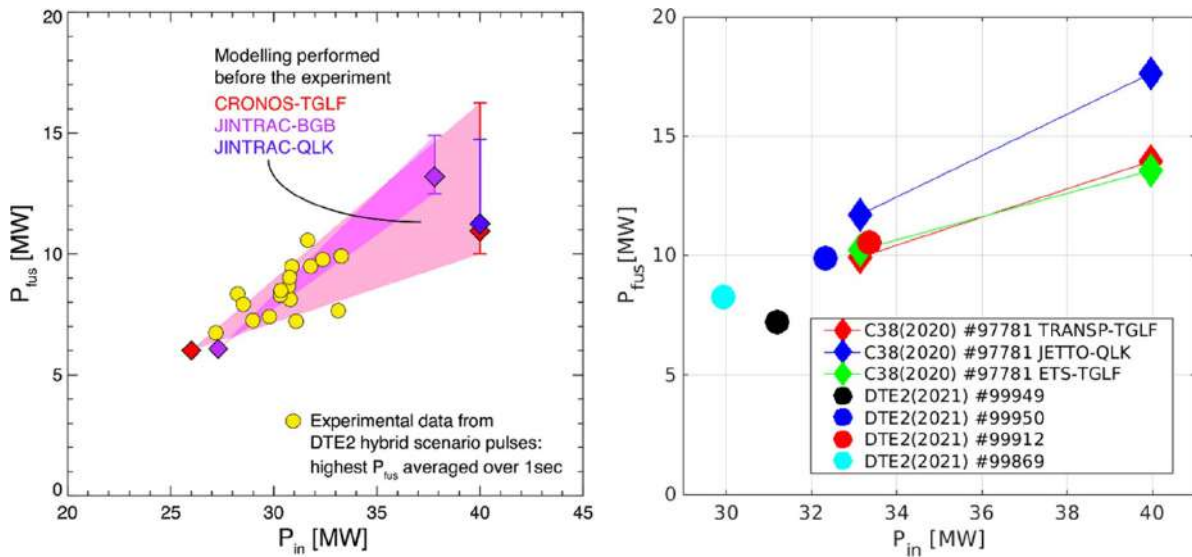 20
15
10
5
0
P_fus [MW]
Modelling performed
before the experiment
CRONOS-TGLF
JINTRAC-BGB
JINTRAC-QLK
Experimental data from
DTE2 hybrid scenario pulses:
highest P_fus averaged over 1sec
20 25 30 35 40 45
P_in [MW]
20
15
10
5
0
P_fus [MW]
C38(2020) #97781 TRANSP-TGLF
C38(2020) #97781 JETTO-QLK
C38(2020) #97781 ETS-TGLF
DTE2(2021) #99949
DTE2(2021) #99950
DTE2(2021) #99912
DTE2(2021) #99869
30 32 34 36 38 40
P_in [MW]